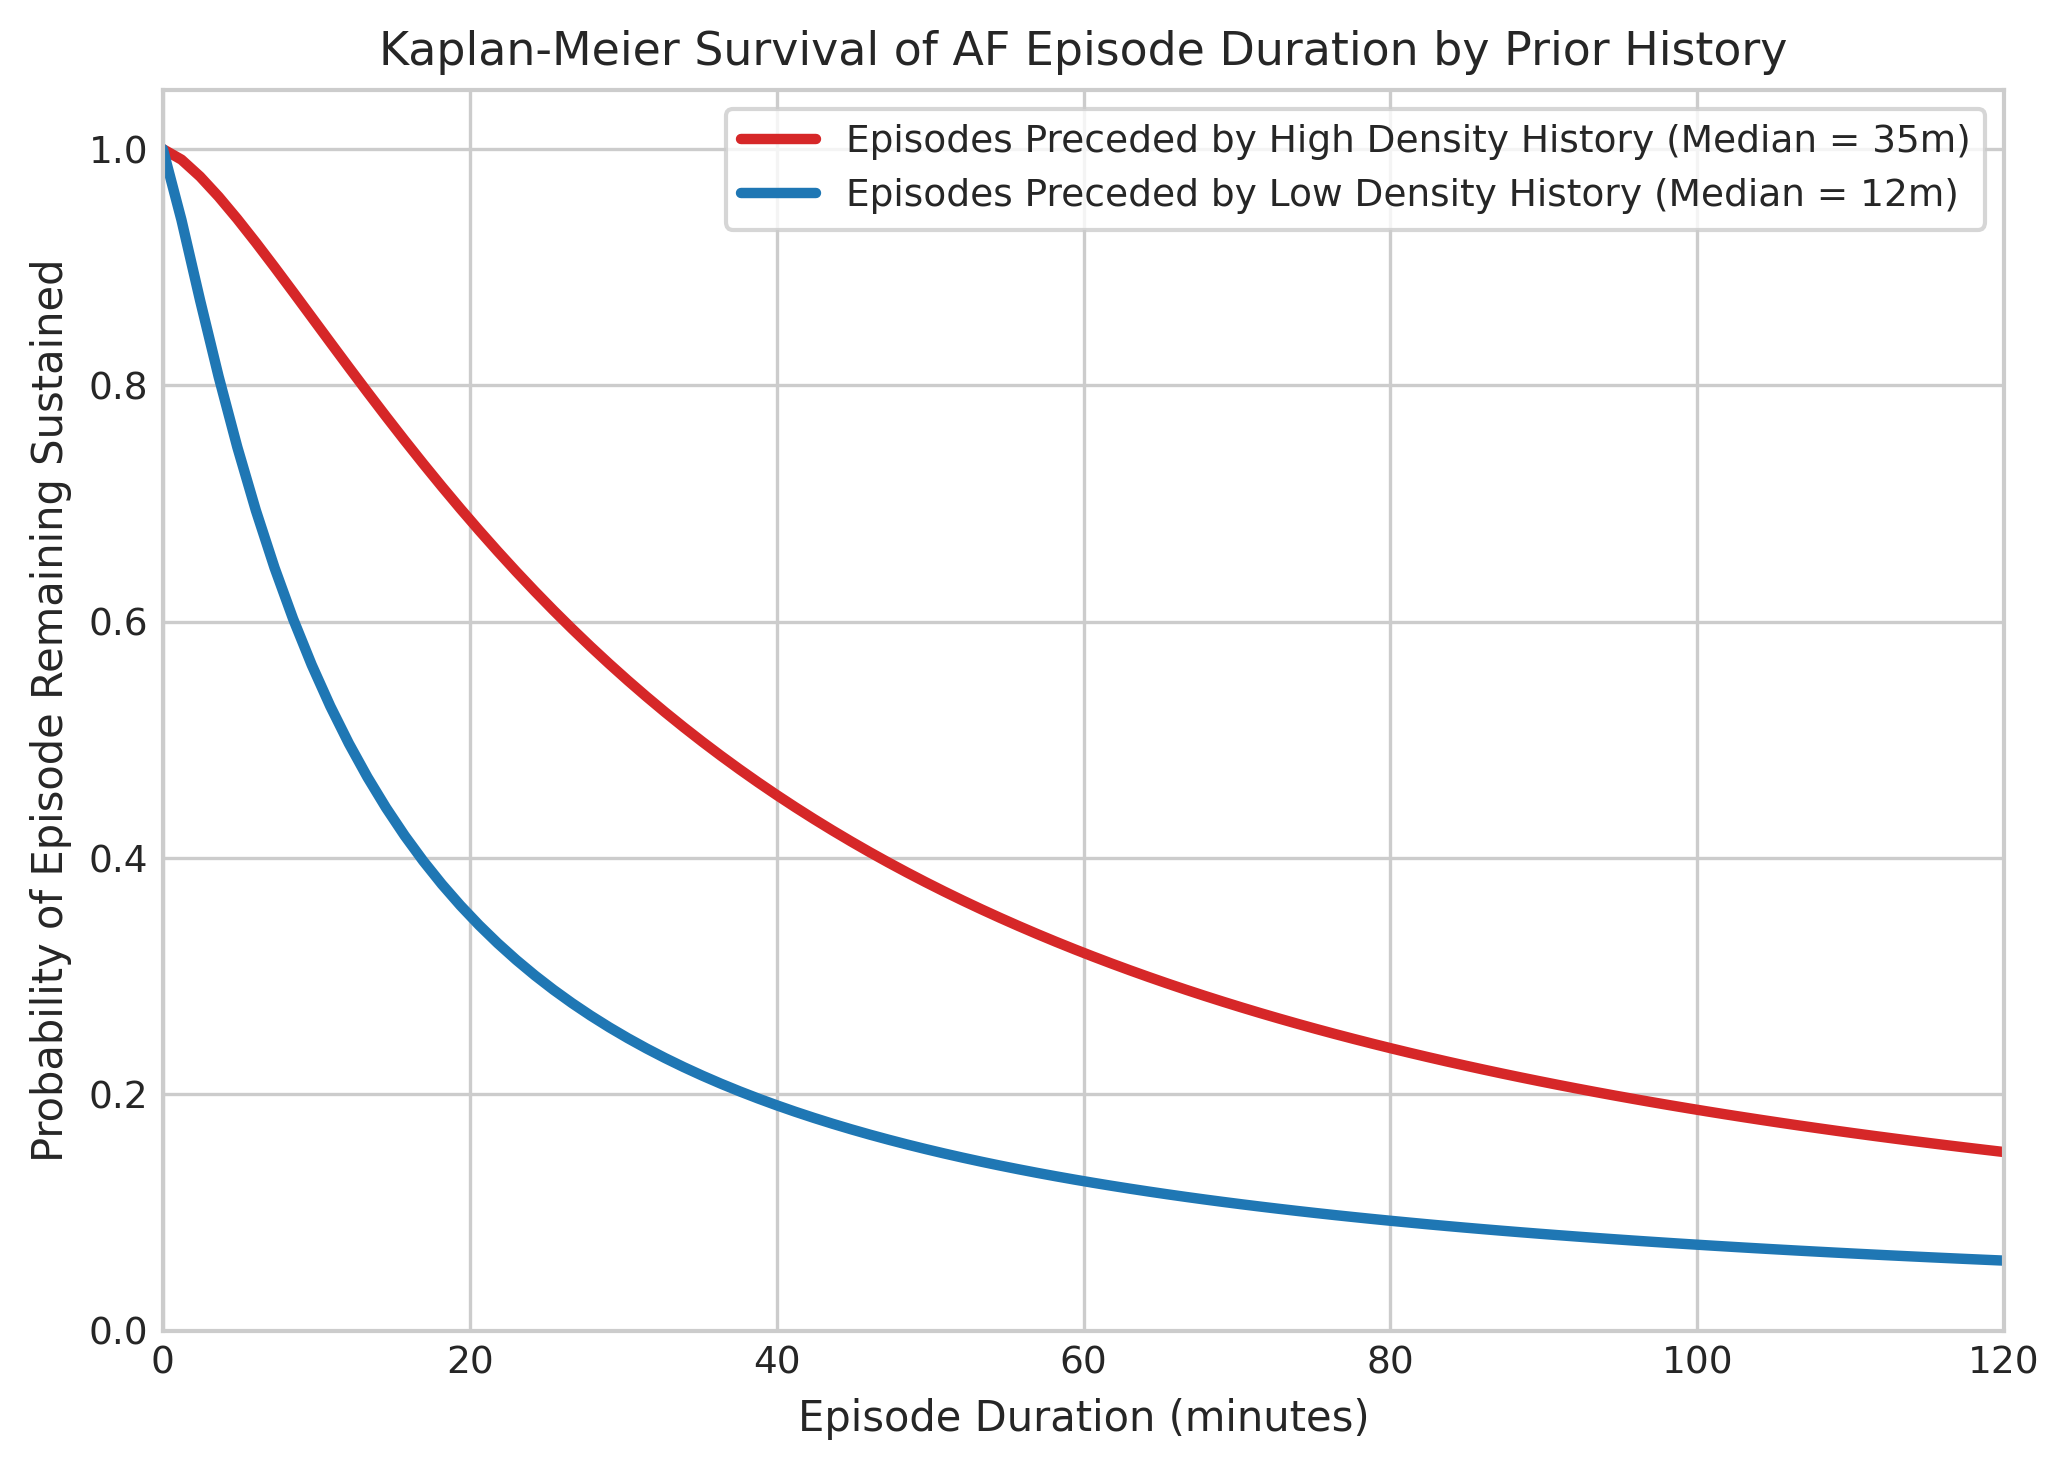 Kaplan-Meier Survival of AF Episode Duration by Prior History
Episodes Preceded by High Density History (Median = 35m)
Episodes Preceded by Low Density History (Median = 12m)
Probability of Episode Remaining Sustained
1.0
0.8
0.6
0.4
0.2
0.0
0 20 40 60 80 100 120
Episode Duration (minutes)